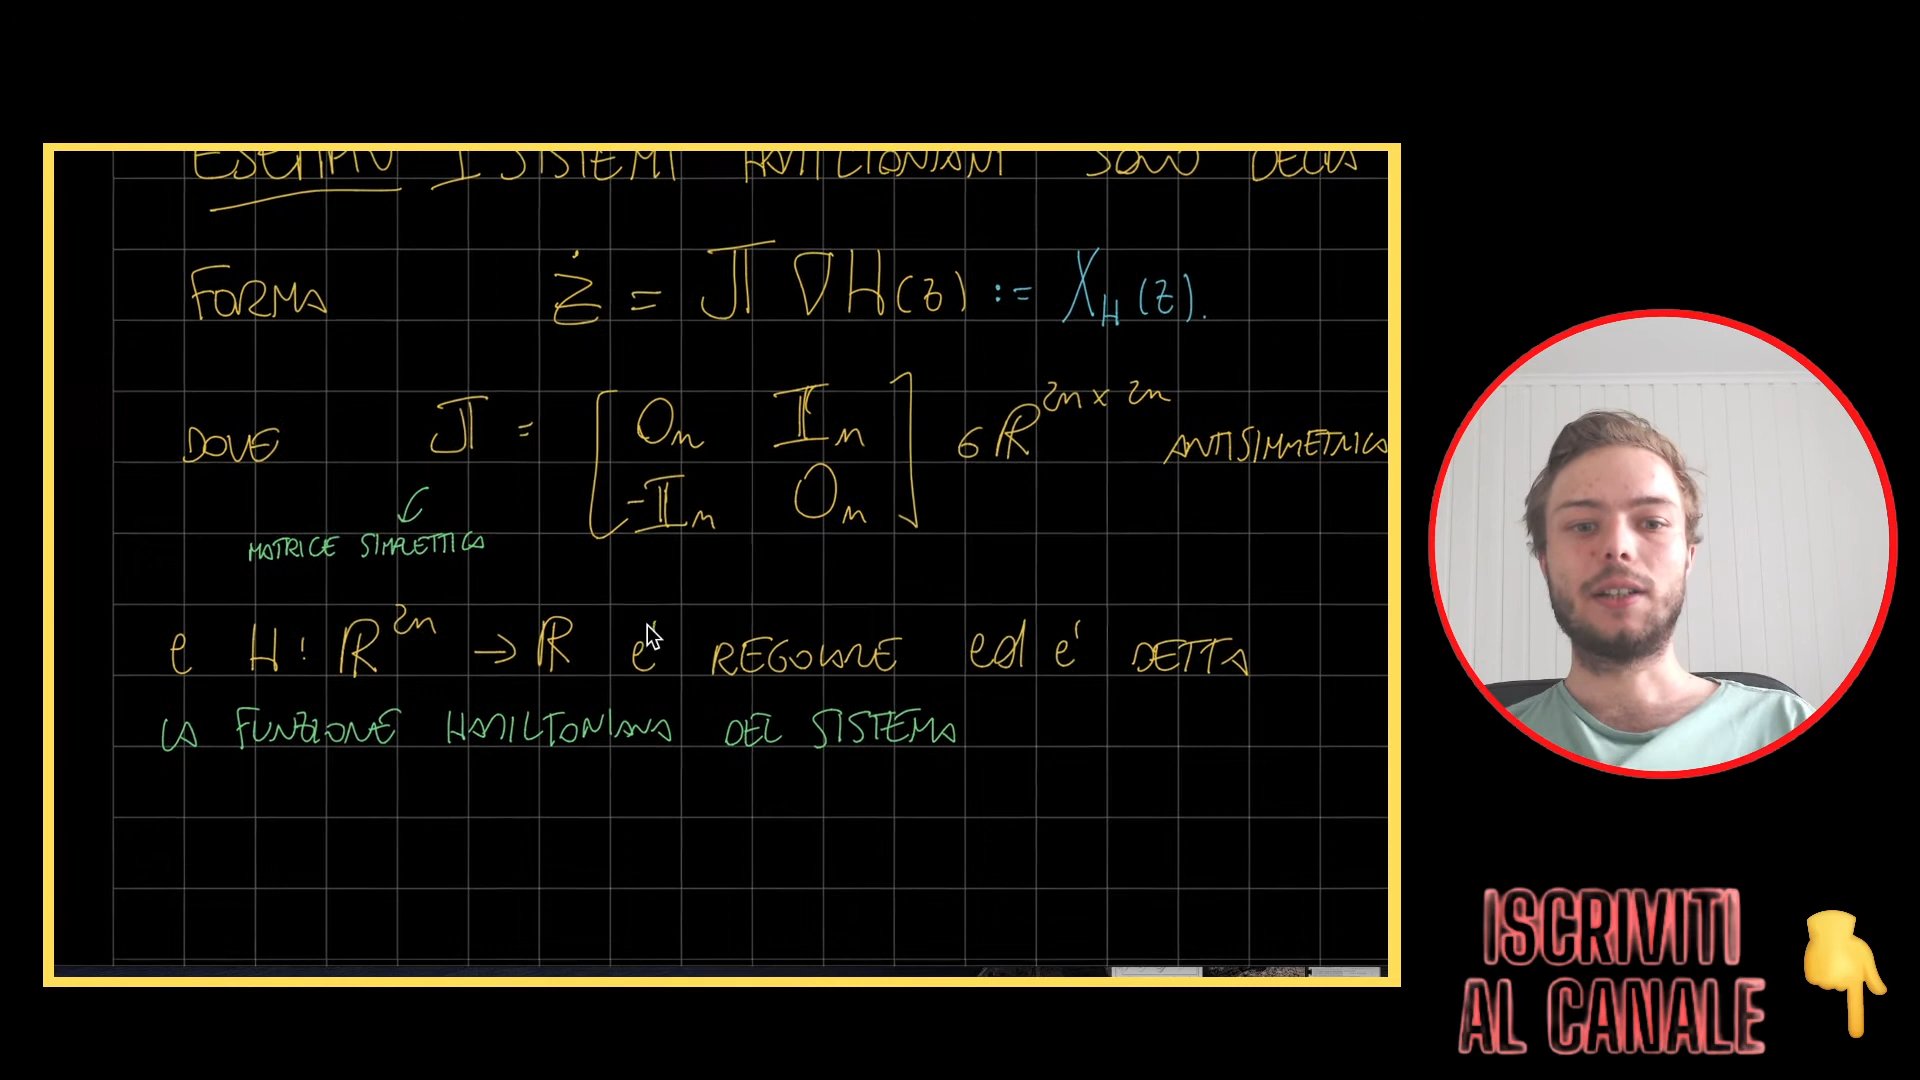 ESEMPIO I SISTEMI HAMILTONIANI SONO DELLA
FORMA ż = 𝕁 ∇H(z) := X_H (z).
DOVE 𝕁 = [ 0_n 𝕀_n
-𝕀_n 0_n ] ∈ ℝ^{2n × 2n} ANTISIMMETRICA
MATRICE SIMPLETTICA
e H: ℝ^{2n} → ℝ e' REGOLARE ed e' DETTA
LA FUNZIONE HAMILTONIANA DEL SISTEMA
ISCRIVITI
AL CANALE